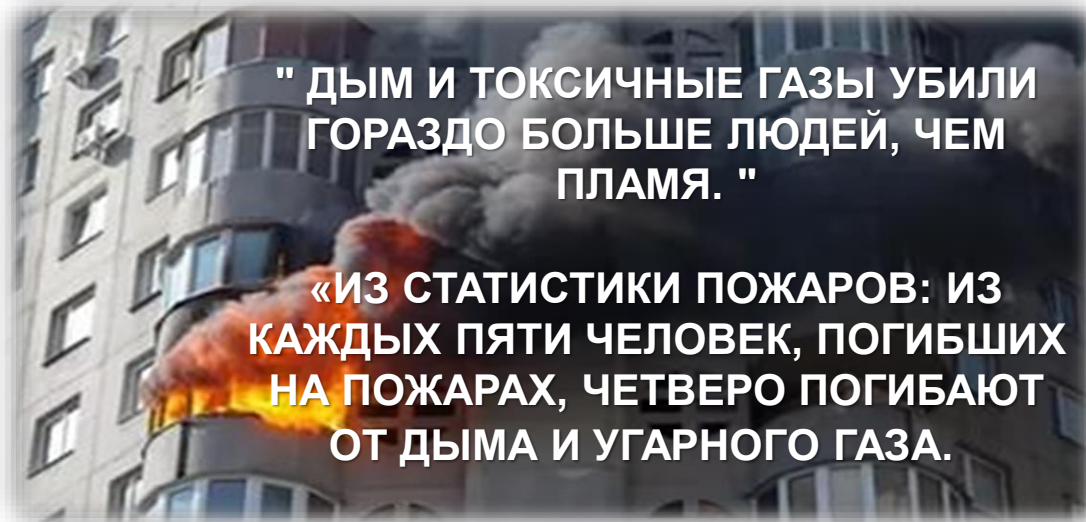 " ДЫМ И ТОКСИЧНЫЕ ГАЗЫ УБИЛИ
ГОРАЗДО БОЛЬШЕ ЛЮДЕЙ, ЧЕМ
ПЛАМЯ. "
«ИЗ СТАТИСТИКИ ПОЖАРОВ: ИЗ
КАЖДЫХ ПЯТИ ЧЕЛОВЕК, ПОГИБШИХ
НА ПОЖАРАХ, ЧЕТВЕРО ПОГИБАЮТ
ОТ ДЫМА И УГАРНОГО ГАЗА.